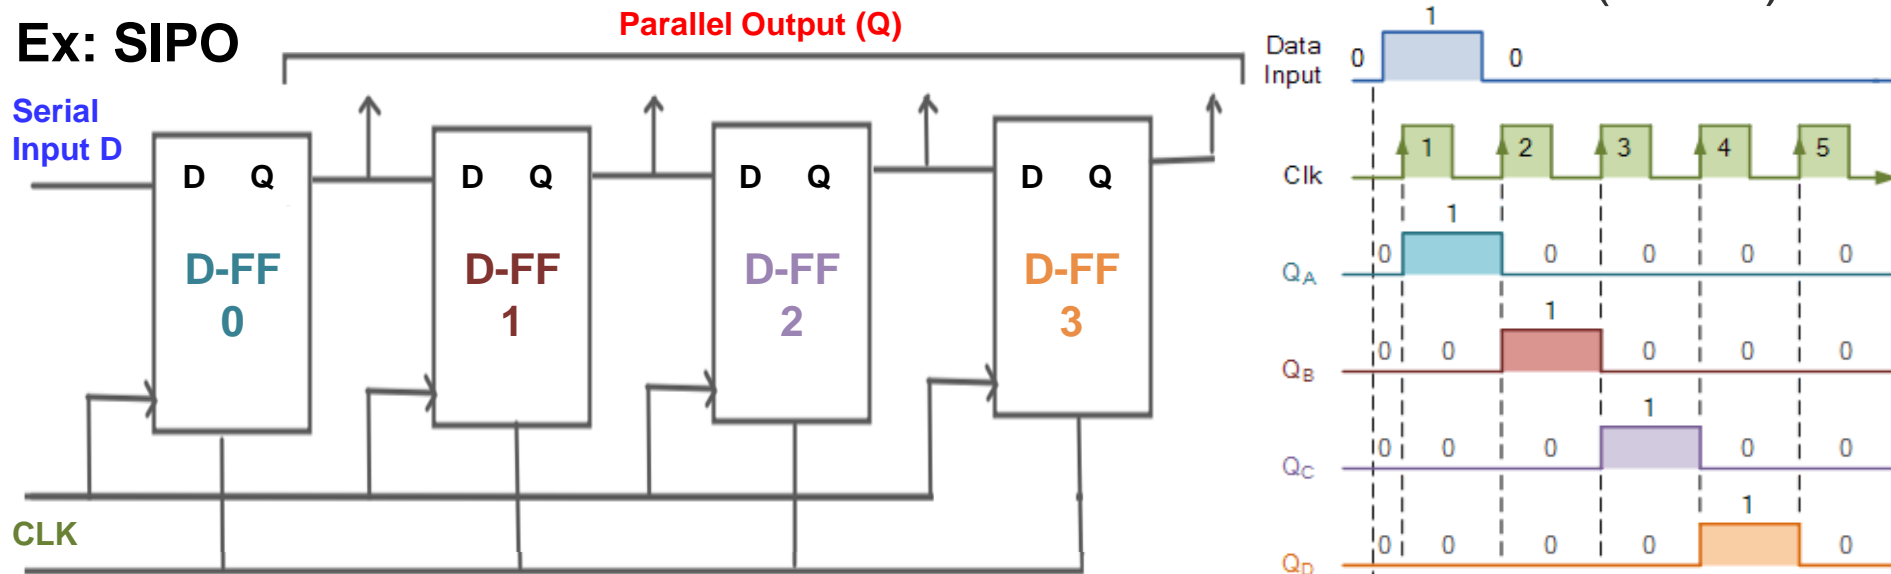 Ex: SIPO
Parallel Output (Q)
Serial
Input D
D Q
D-FF
0
D Q
D-FF
1
D Q
D-FF
2
D Q
D-FF
3
CLK
Data
Input
0 1 0
Clk
1 2 3 4 5
QA
0 1 0 0 0 0
QB
0 0 1 0 0 0
QC
0 0 0 1 0 0
QD
0 0 0 0 1 0